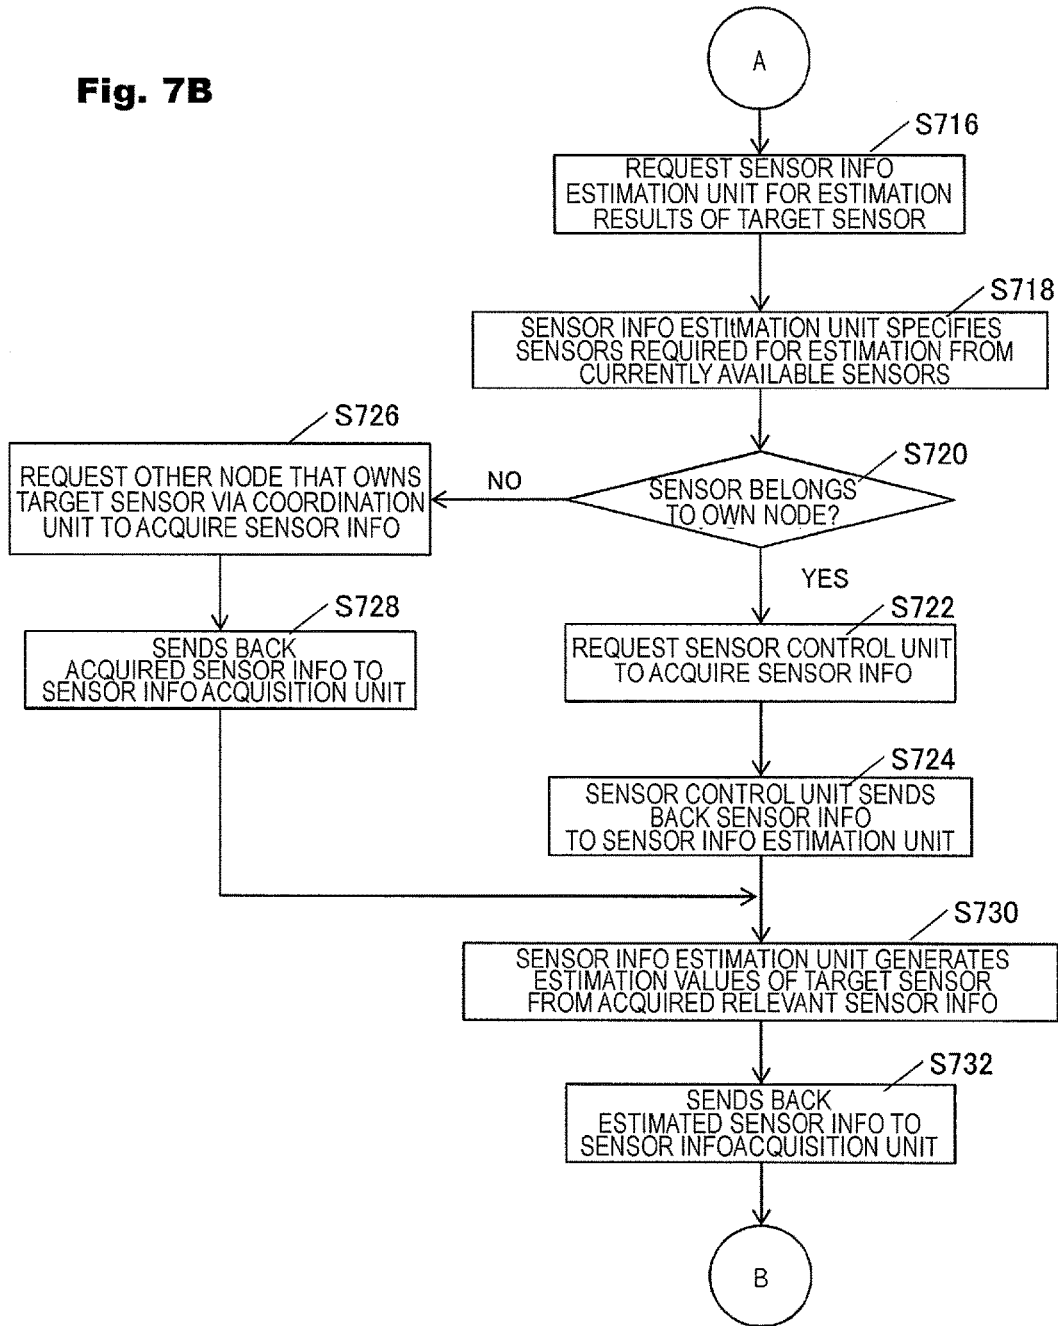 Fig. 7B
A
S716
REQUEST SENSOR INFO
ESTIMATION UNIT FOR ESTIMATION
RESULTS OF TARGET SENSOR
S718
SENSOR INFO ESTItMATION UNIT SPECIFIES
SENSORS REQUIRED FOR ESTIMATION FROM
CURRENTLY AVAILABLE SENSORS
S720
SENSOR BELONGS
TO OWN NODE?
NO
YES
S726
REQUEST OTHER NODE THAT OWNS
TARGET SENSOR VIA COORDINATION
UNIT TO ACQUIRE SENSOR INFO
S728
SENDS BACK
ACQUIRED SENSOR INFO TO
SENSOR INFO ACQUISITION UNIT
S722
REQUEST SENSOR CONTROL UNIT
TO ACQUIRE SENSOR INFO
S724
SENSOR CONTROL UNIT SENDS
BACK SENSOR INFO
TO SENSOR INFO ESTIMATION UNIT
S730
SENSOR INFO ESTIMATION UNIT GENERATES
ESTIMATION VALUES OF TARGET SENSOR
FROM ACQUIRED RELEVANT SENSOR INFO
S732
SENDS BACK
ESTIMATED SENSOR INFO TO
SENSOR INFOACQUISITION UNIT
B